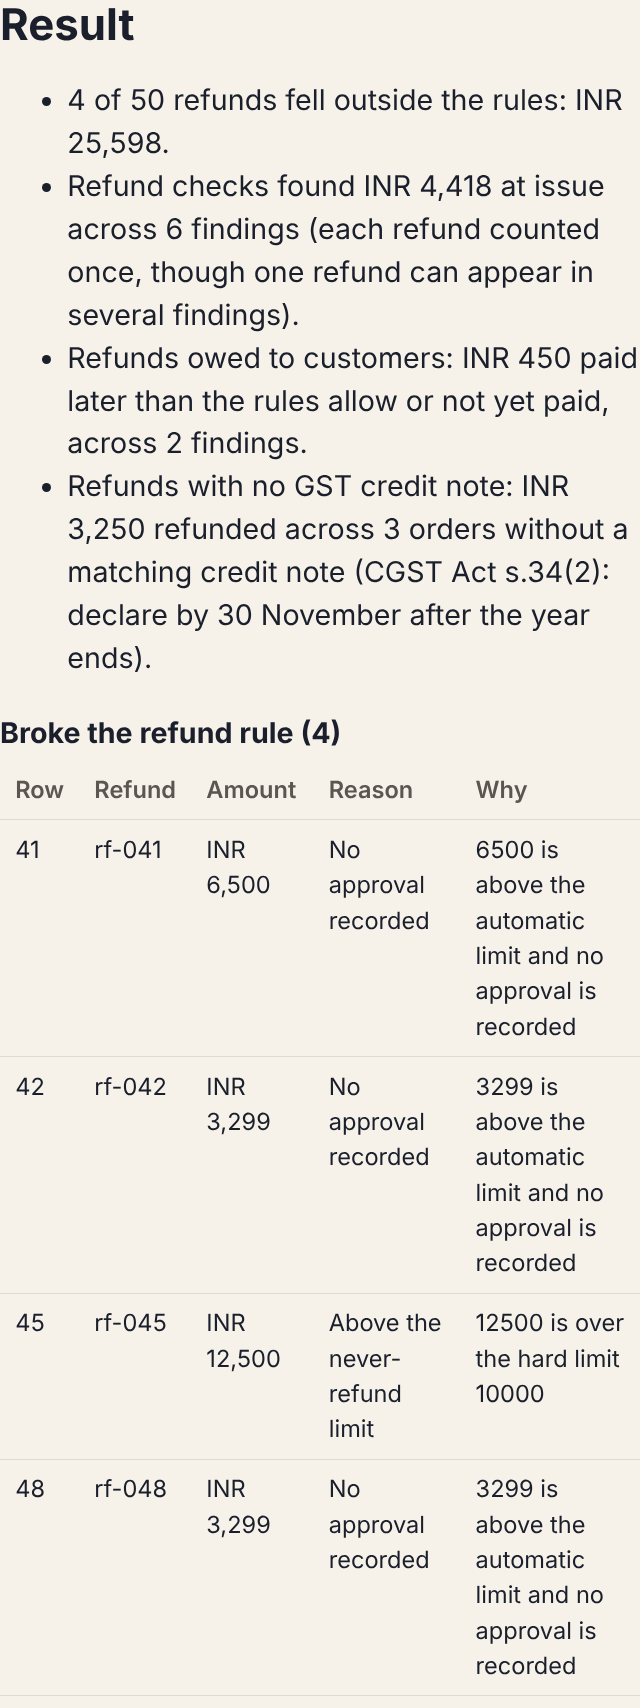 Result
• 4 of 50 refunds fell outside the rules: INR
25,598.
• Refund checks found INR 4,418 at issue
across 6 findings (each refund counted
once, though one refund can appear in
several findings).
• Refunds owed to customers: INR 450 paid
later than the rules allow or not yet paid,
across 2 findings.
• Refunds with no GST credit note: INR
3,250 refunded across 3 orders without a
matching credit note (CGST Act s.34(2):
declare by 30 November after the year
ends).
Broke the refund rule (4)
Row Refund Amount Reason Why
41 rf-041 INR No 6500 is
6,500 approval above the
recorded automatic
limit and no
approval is
recorded
42 rf-042 INR No 3299 is
3,299 approval above the
recorded automatic
limit and no
approval is
recorded
45 rf-045 INR Above the 12500 is over
12,500 never- the hard limit
refund 10000
limit
48 rf-048 INR No 3299 is
3,299 approval above the
recorded automatic
limit and no
approval is
recorded